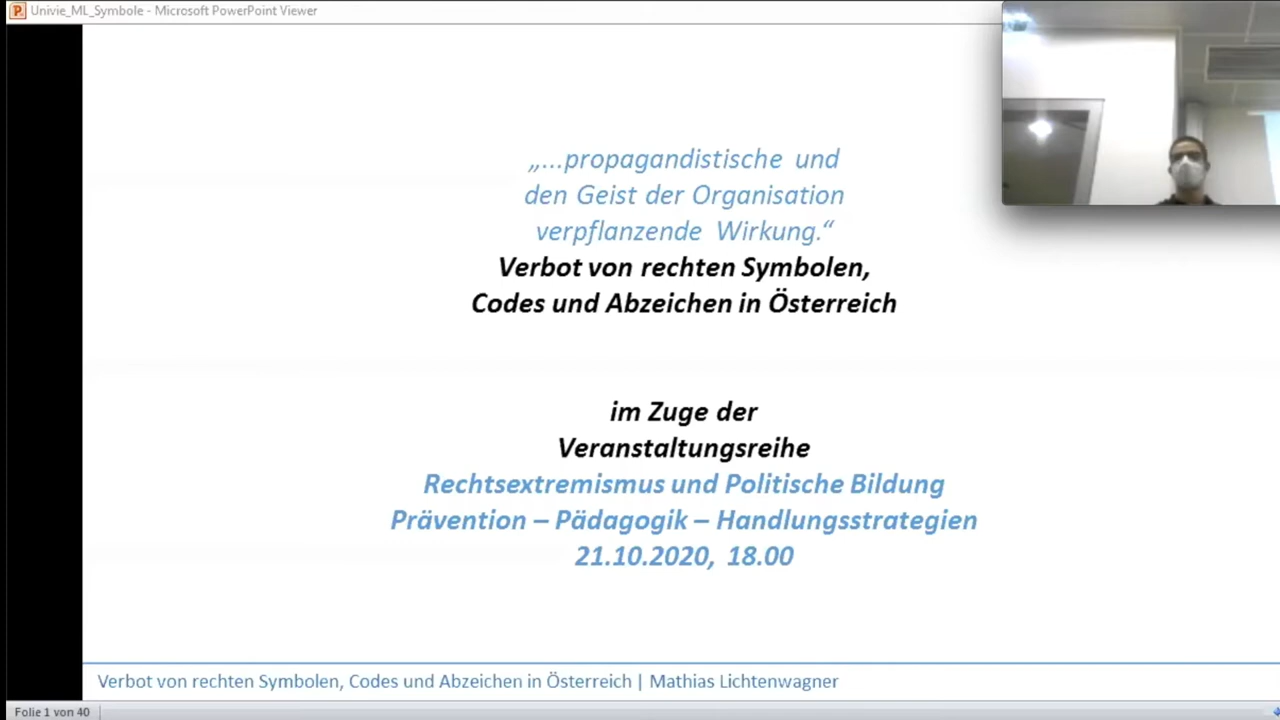 Univie_ML_Symbole - Microsoft PowerPoint Viewer
„...propagandistische und
den Geist der Organisation
verpflanzende Wirkung.“
Verbot von rechten Symbolen,
Codes und Abzeichen in Österreich
im Zuge der
Veranstaltungsreihe
Rechtsextremismus und Politische Bildung
Prävention – Pädagogik – Handlungsstrategien
21.10.2020, 18.00
Verbot von rechten Symbolen, Codes und Abzeichen in Österreich | Mathias Lichtenwagner
Folie 1 von 40